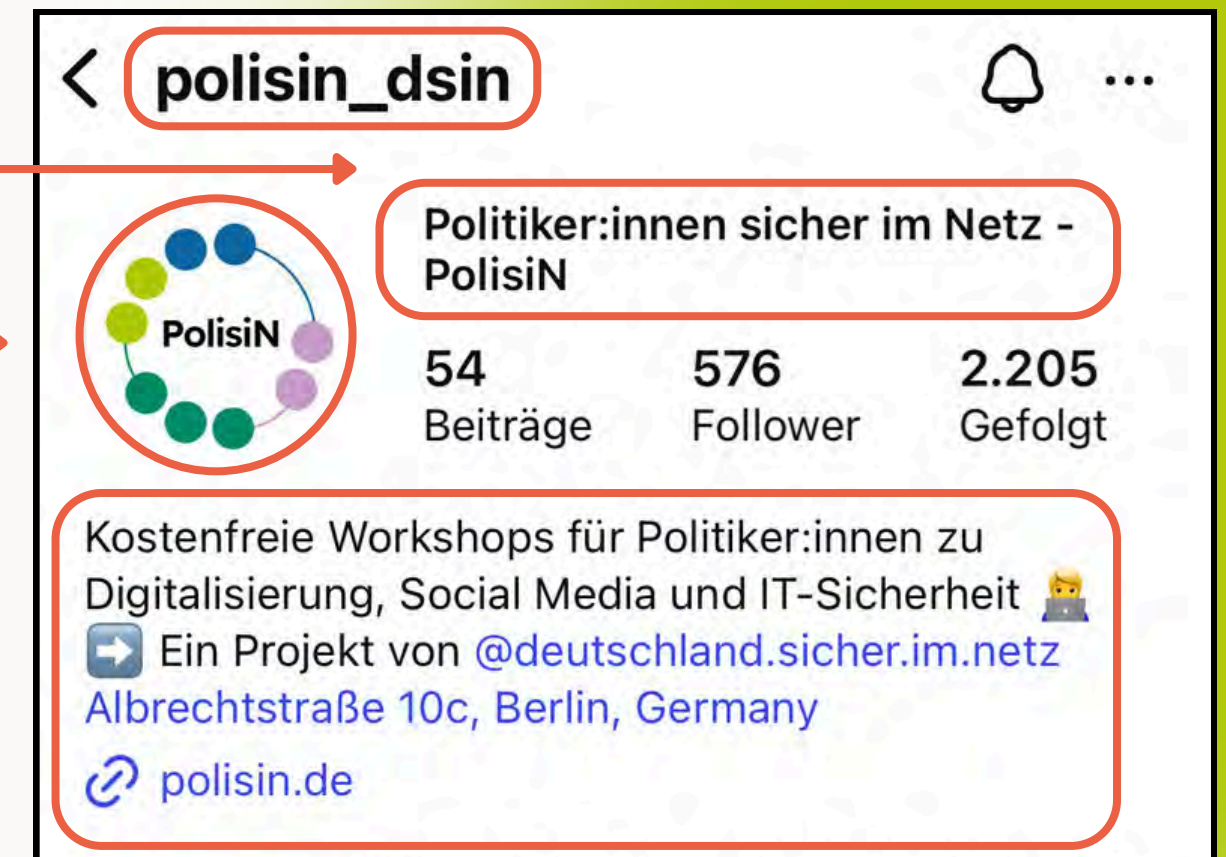 polisin_dsin
Politiker:innen sicher im Netz -
PolisiN
PolisiN
54 576 2.205
Beiträge Follower Gefolgt
Kostenfreie Workshops für Politiker:innen zu
Digitalisierung, Social Media und IT-Sicherheit 👨‍💻
➡️ Ein Projekt von @deutschland.sicher.im.netz
Albrechtstraße 10c, Berlin, Germany
polisin.de